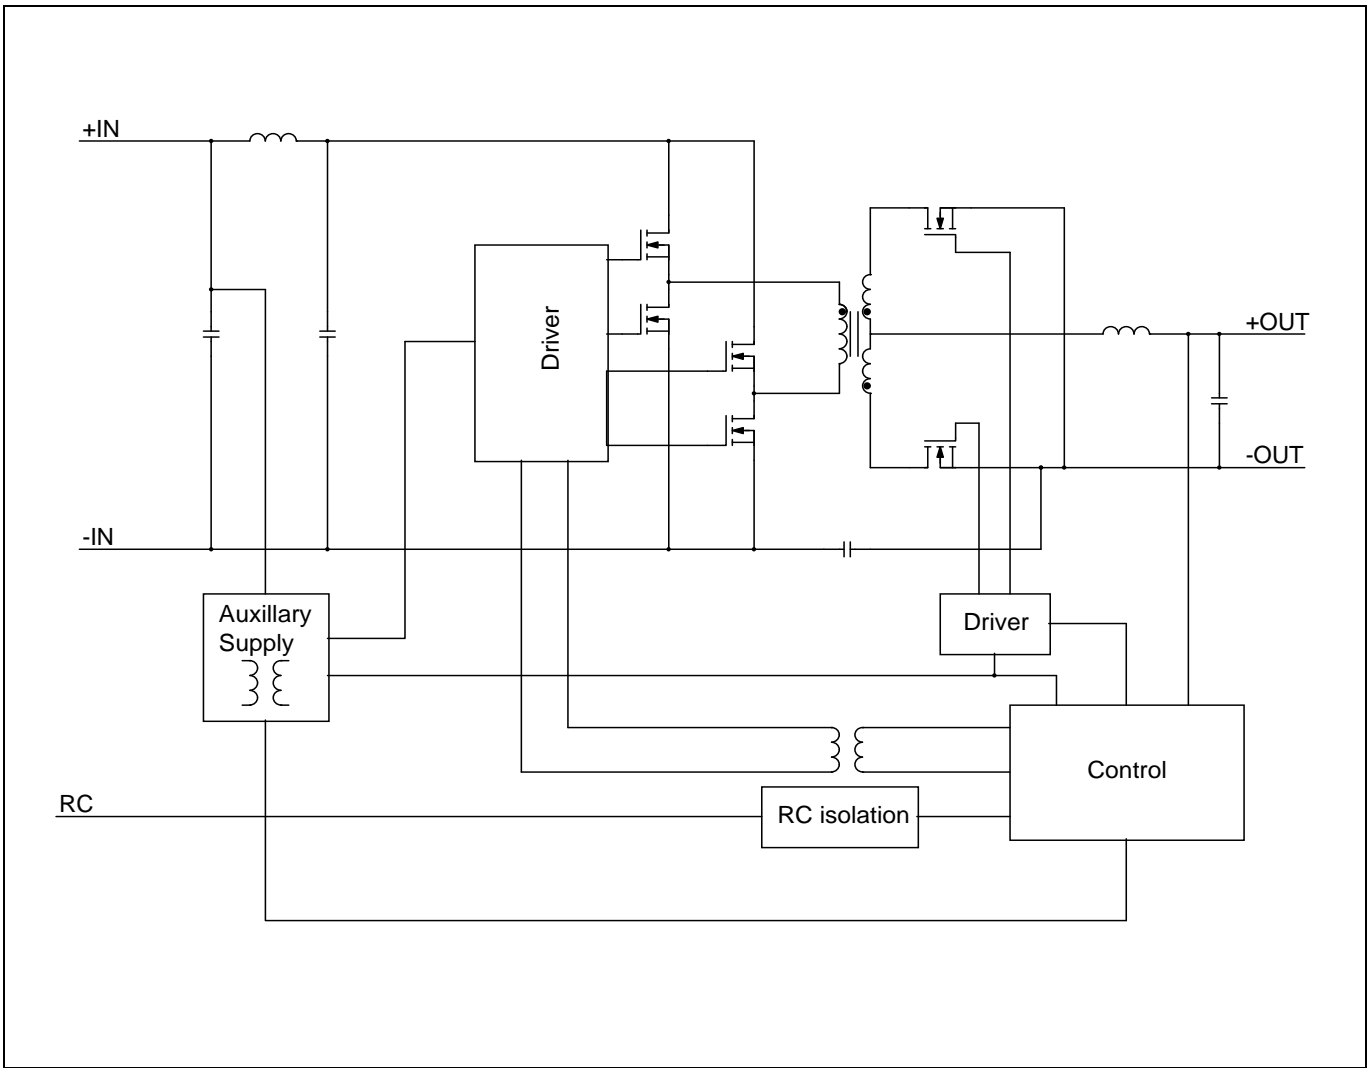 +IN
Driver
+OUT
-OUT
-IN
Auxillary
Supply
Driver
Control
RC
RC isolation